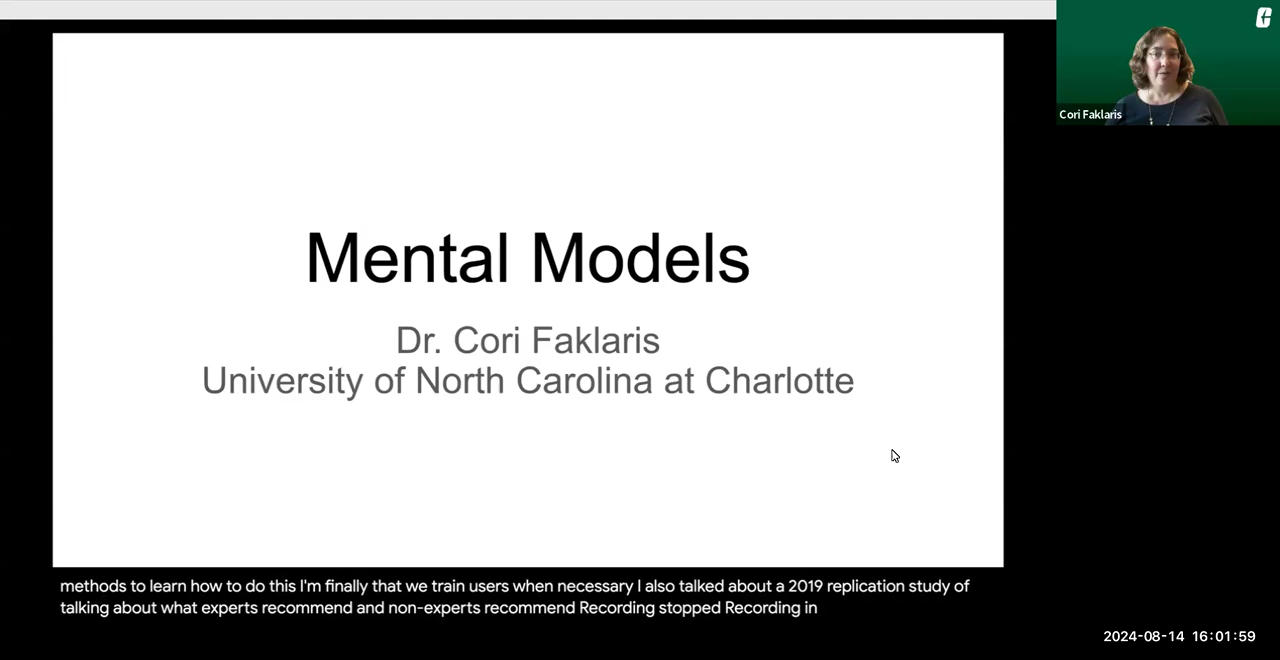 Mental Models
Dr. Cori Faklaris
University of North Carolina at Charlotte
Cori Faklaris
methods to learn how to do this I'm finally that we train users when necessary I also talked about a 2019 replication study of
talking about what experts recommend and non-experts recommend Recording stopped Recording in
2024-08-14 16:01:59